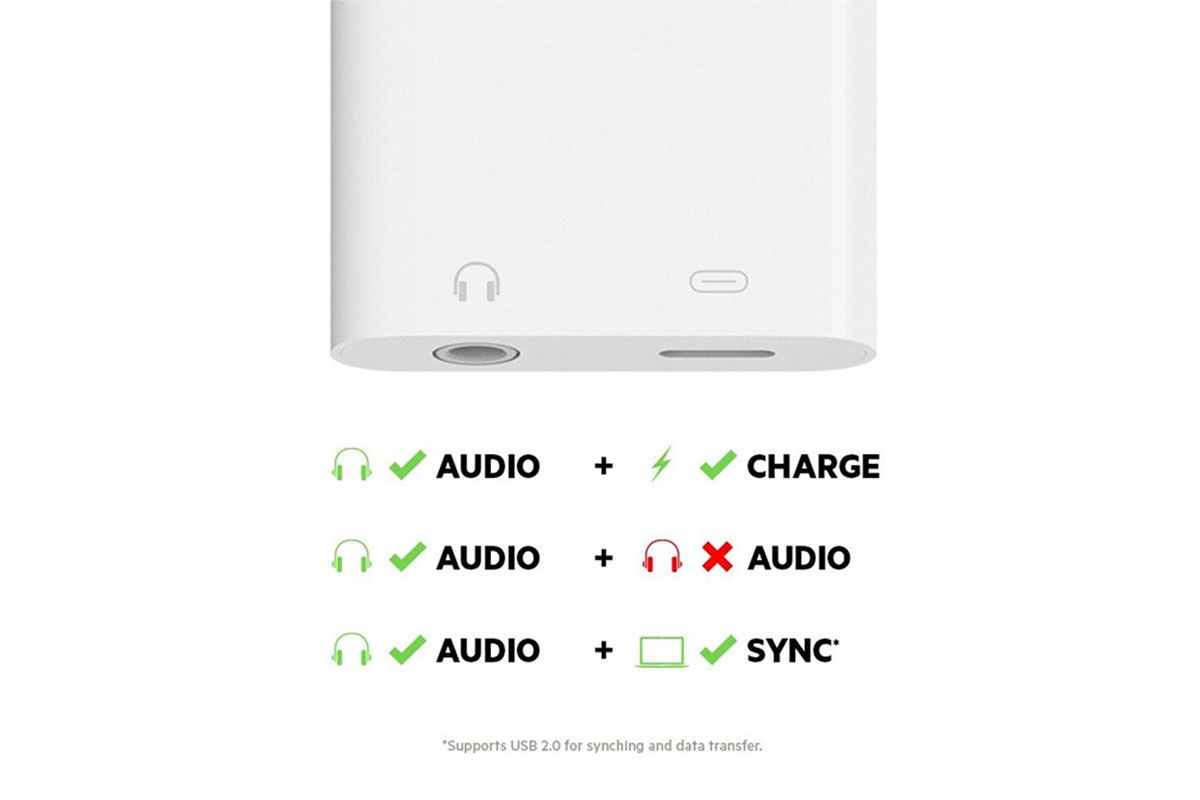 AUDIO + CHARGE
AUDIO + AUDIO
AUDIO + SYNC*
*Supports USB 2.0 for synching and data transfer.